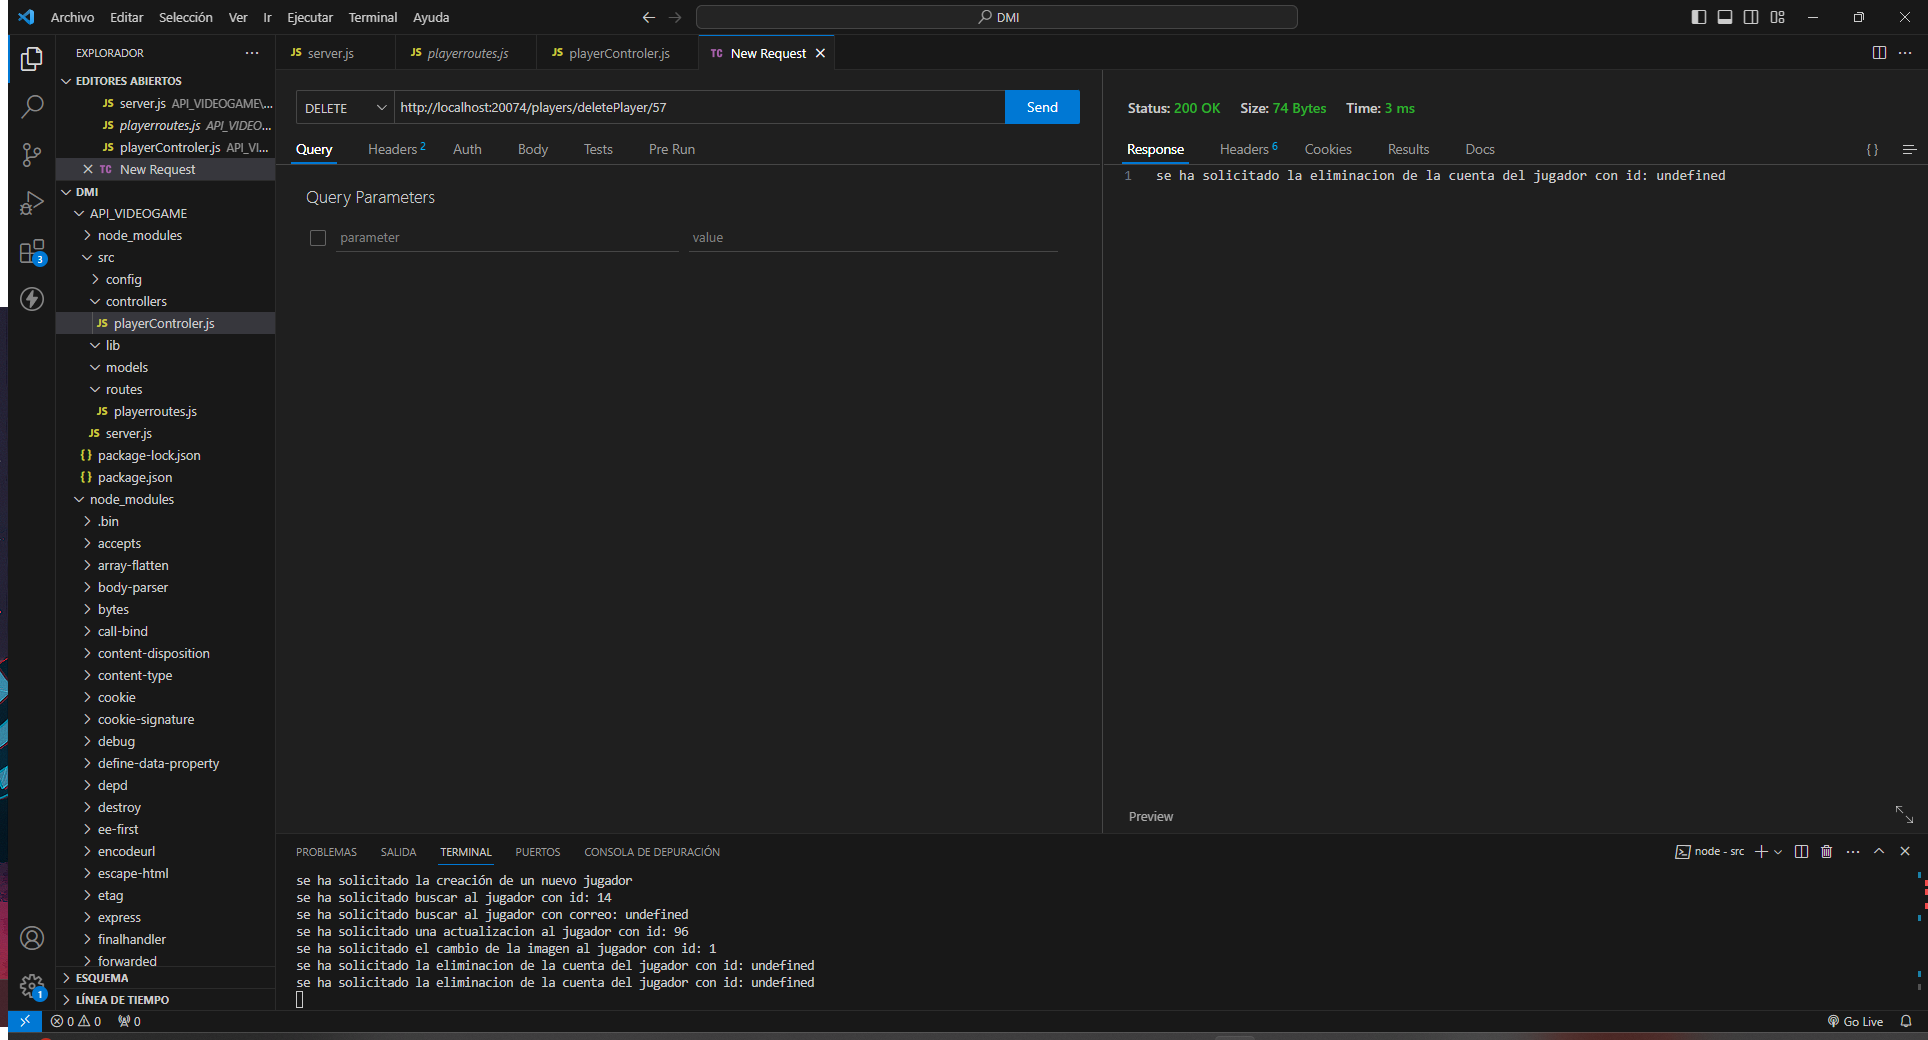 Archivo Editar Selección Ver Ir Ejecutar Terminal Ayuda
DMI
EXPLORADOR
EDITORES ABIERTOS
JS server.js API_VIDEOGAME\...
JS playerroutes.js API_VIDEO...
JS playerControler.js API_VI...
TC New Request
DMI
API_VIDEOGAME
node_modules
src
config
controllers
JS playerControler.js
lib
models
routes
JS playerroutes.js
JS server.js
{} package-lock.json
{} package.json
node_modules
.bin
accepts
array-flatten
body-parser
bytes
call-bind
content-disposition
content-type
cookie
cookie-signature
debug
define-data-property
depd
destroy
ee-first
encodeurl
escape-html
etag
express
finalhandler
forwarded
ESQUEMA
LÍNEA DE TIEMPO
3
1
JS server.js
JS playerroutes.js
JS playerControler.js
TC New Request
DELETE
http://localhost:20074/players/deletePlayer/57
Send
Query Headers 2 Auth Body Tests Pre Run
Query Parameters
parameter value
Status: 200 OK Size: 74 Bytes Time: 3 ms
Response Headers 6 Cookies Results Docs
{}
1 se ha solicitado la eliminacion de la cuenta del jugador con id: undefined
Preview
PROBLEMAS SALIDA TERMINAL PUERTOS CONSOLA DE DEPURACIÓN
node - src
se ha solicitado la creación de un nuevo jugador
se ha solicitado buscar al jugador con id: 14
se ha solicitado buscar al jugador con correo: undefined
se ha solicitado una actualizacion al jugador con id: 96
se ha solicitado el cambio de la imagen al jugador con id: 1
se ha solicitado la eliminacion de la cuenta del jugador con id: undefined
se ha solicitado la eliminacion de la cuenta del jugador con id: undefined
0 0 0
Go Live